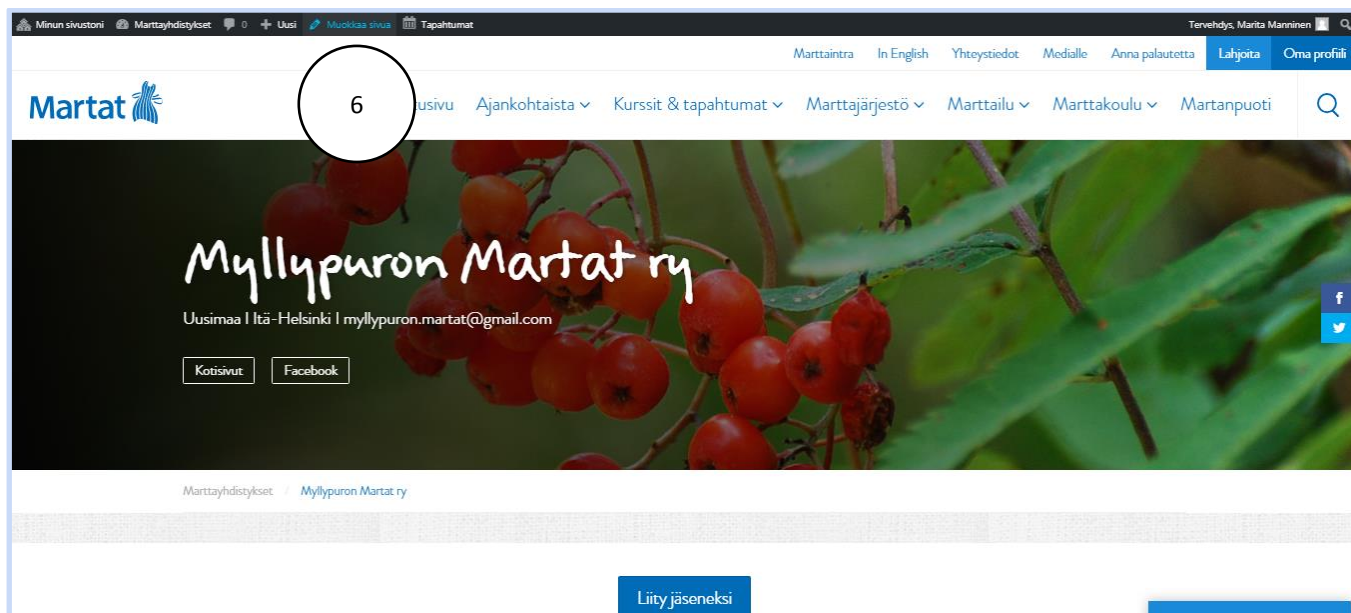 Minun sivustoni Marttayhdistykset 0 + Uusi Muokkaa sivua Tapahtumat Tervehdys, Marita Manninen
Marttaintra In English Yhteystiedot Medialle Anna palautetta Lahjoita Oma profiili
Martat 6 tusivu Ajankohtaista Kurssit & tapahtumat Marttajärjestö Marttailu Marttakoulu Martanpuoti
Myllypuron Martat ry
Uusimaa I Itä-Helsinki I myllypuron.martat@gmail.com
Kotisivut Facebook
Marttayhdistykset / Myllypuron Martat ry
Liity jäseneksi